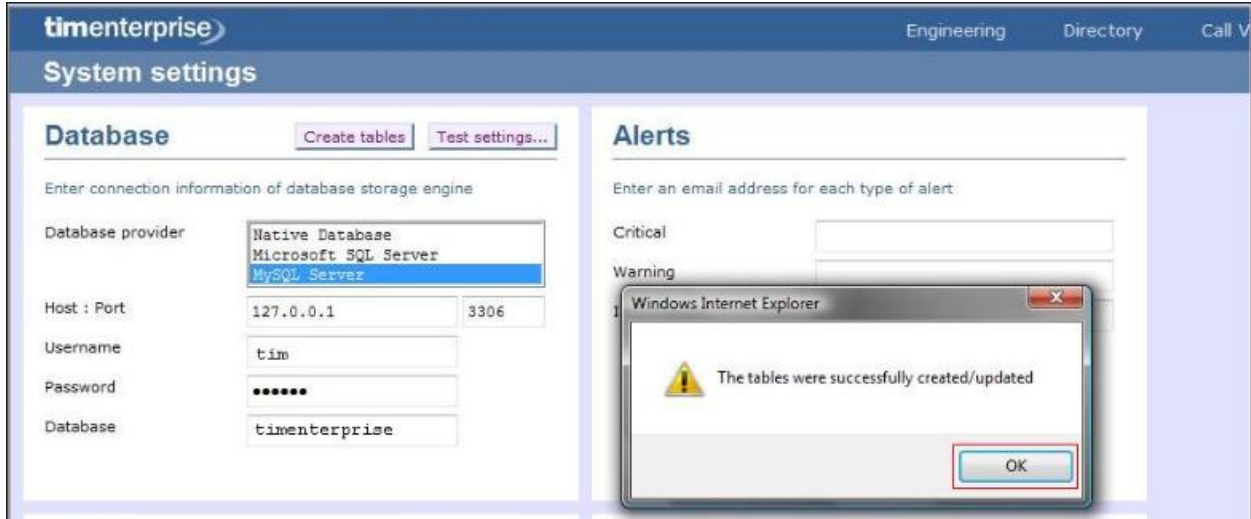 timenterprise
Engineering Directory Call V
System settings
Database Create tables Test settings...
Enter connection information of database storage engine
Database provider
Native Database
Microsoft SQL Server
MySQL Server
Host : Port 127.0.0.1 3306
Username tim
Password ••••••
Database timenterprise
Alerts
Enter an email address for each type of alert
Critical
Warning
Windows Internet Explorer
The tables were successfully created/updated
OK